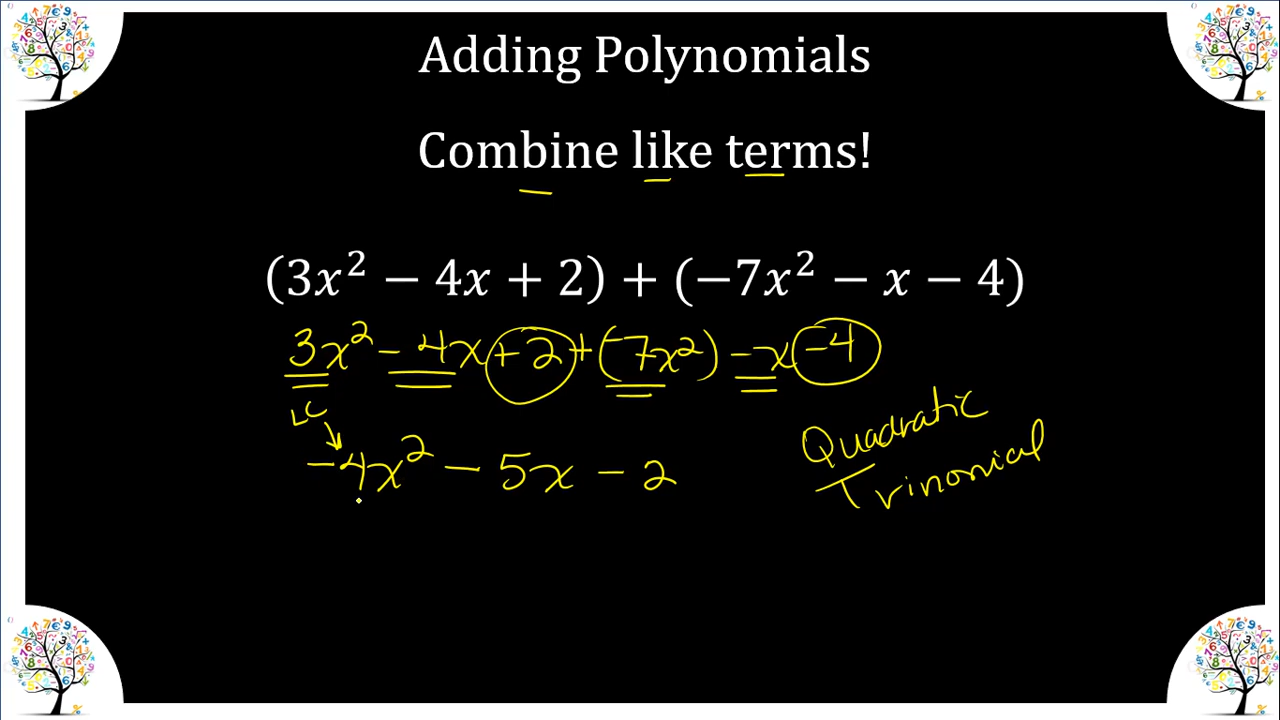 Adding Polynomials
Combine like terms!
(3x² − 4x + 2) + (−7x² − x − 4)
3x² − 4x + 2 + (−7x²) − x − 4
LC
−4x² − 5x − 2
Quadratic
Trinomial